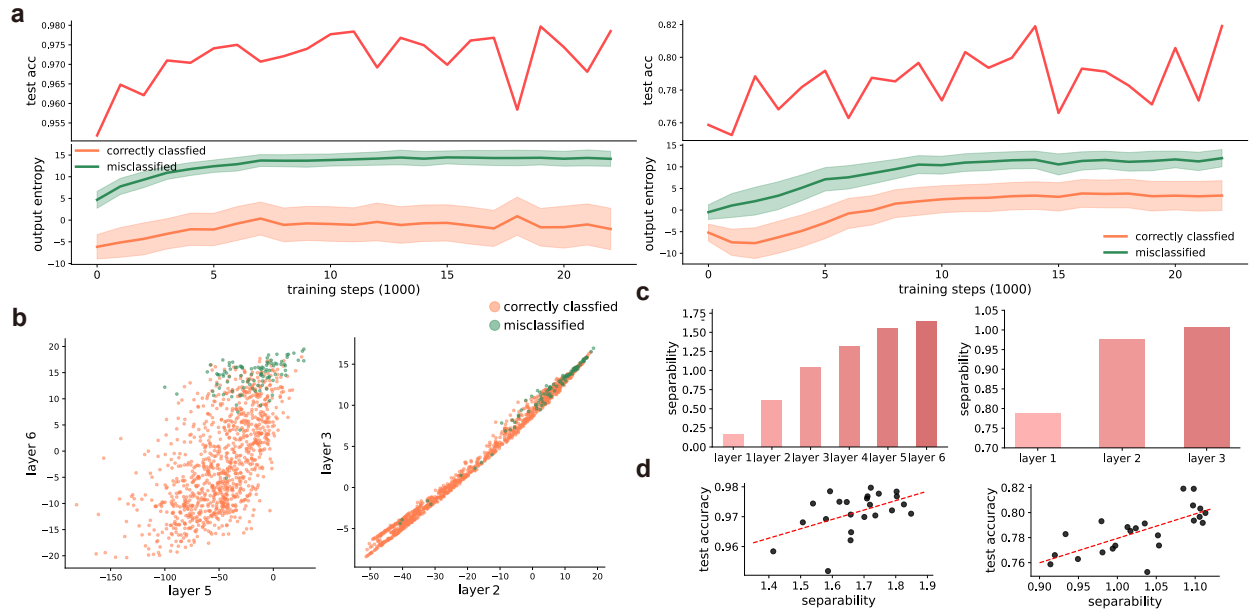 a
0.980
0.975
0.970
0.965
0.960
0.955
test acc
15
10
5
0
−5
−10
output entropy
correctly classfied
misclassified
0
5
10
15
20
training steps (1000)
0.82
0.80
0.78
0.76
test acc
15
10
5
0
−5
−10
output entropy
correctly classfied
misclassified
0
5
10
15
20
training steps (1000)
b
correctly classfied
misclassified
20
15
10
5
0
−5
−10
−15
−20
layer 6
−150
−100
−50
0
layer 5
15
10
5
0
−5
layer 3
−50
−40
−30
−20
−10
0
10
20
layer 2
c
1.75
1.50
1.25
1.00
0.75
0.50
0.25
0.00
separability
layer 1
layer 2
layer 3
layer 4
layer 5
layer 6
1.05
1.00
0.95
0.90
0.85
0.80
0.75
0.70
separability
layer 1
layer 2
layer 3
d
0.98
0.97
0.96
test accuracy
1.4
1.5
1.6
1.7
1.8
1.9
separability
0.82
0.80
0.78
0.76
test accuracy
0.90
0.95
1.00
1.05
1.10
separability